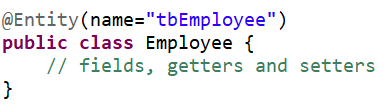 @Entity(name="tbEmployee")
public class Employee {
    // fields, getters and setters
}